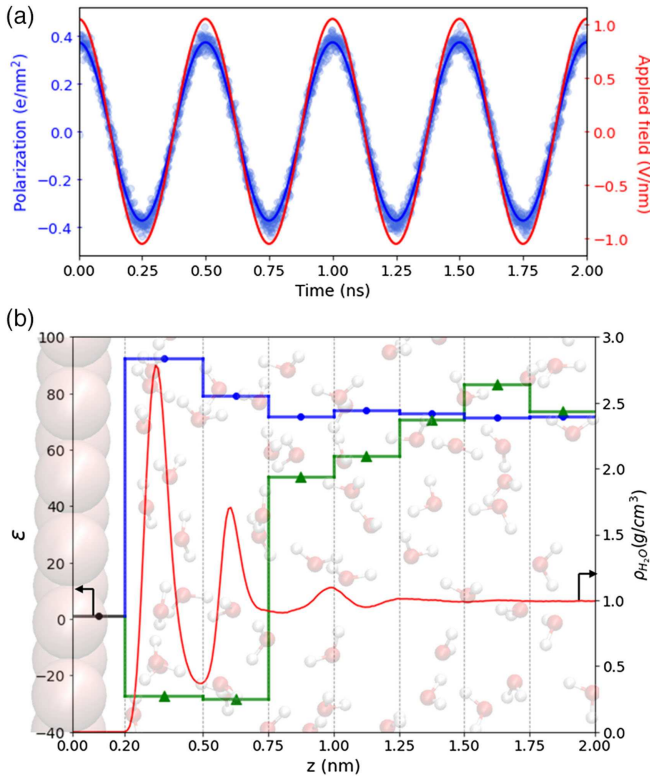 (a)
0.4
0.2
0.0
−0.2
−0.4
Polarization (e/nm²)
1.0
0.5
0.0
−0.5
−1.0
Applied field (V/nm)
0.00 0.25 0.50 0.75 1.00 1.25 1.50 1.75 2.00
Time (ns)
(b)
100
80
60
40
20
0
−20
−40
ε
3.0
2.5
2.0
1.5
1.0
0.5
0.0
ρH₂O(g/cm³)
0.00 0.20 0.50 0.75 1.00 1.25 1.50 1.75 2.00
z (nm)